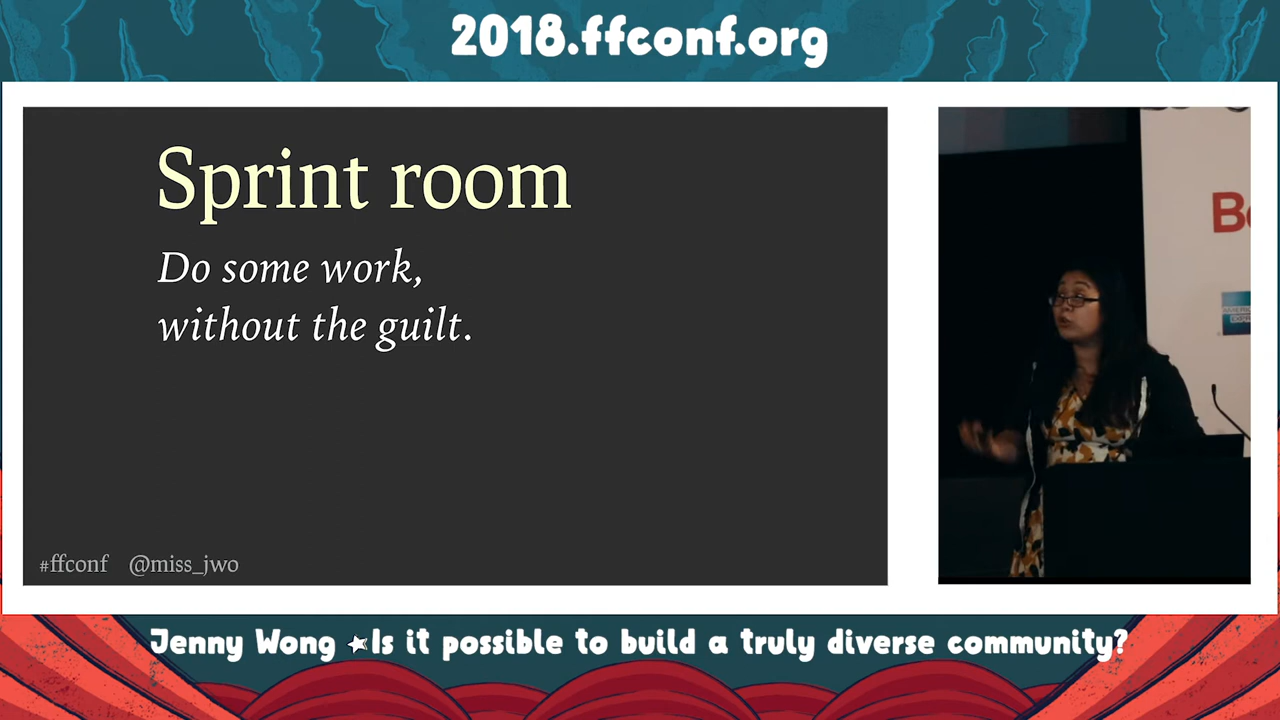 2018.ffconf.org
Sprint room
Do some work,
without the guilt.
#ffconf @miss_jwo
Jenny Wong ★ Is it possible to build a truly diverse community?